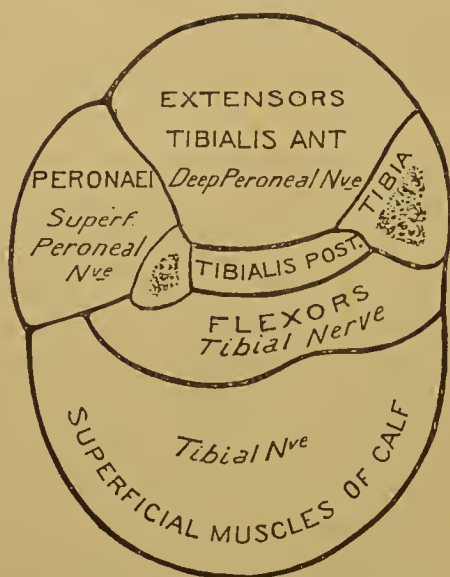 EXTENSORS
TIBIALIS ANT
Deep Peroneal Nve
PERONAEI
Superf.
Peroneal
Nve
TIBIA
TIBIALIS POST.
FLEXORS
Tibial Nerve
Tibial Nve
SUPERFICIAL MUSCLES OF CALF